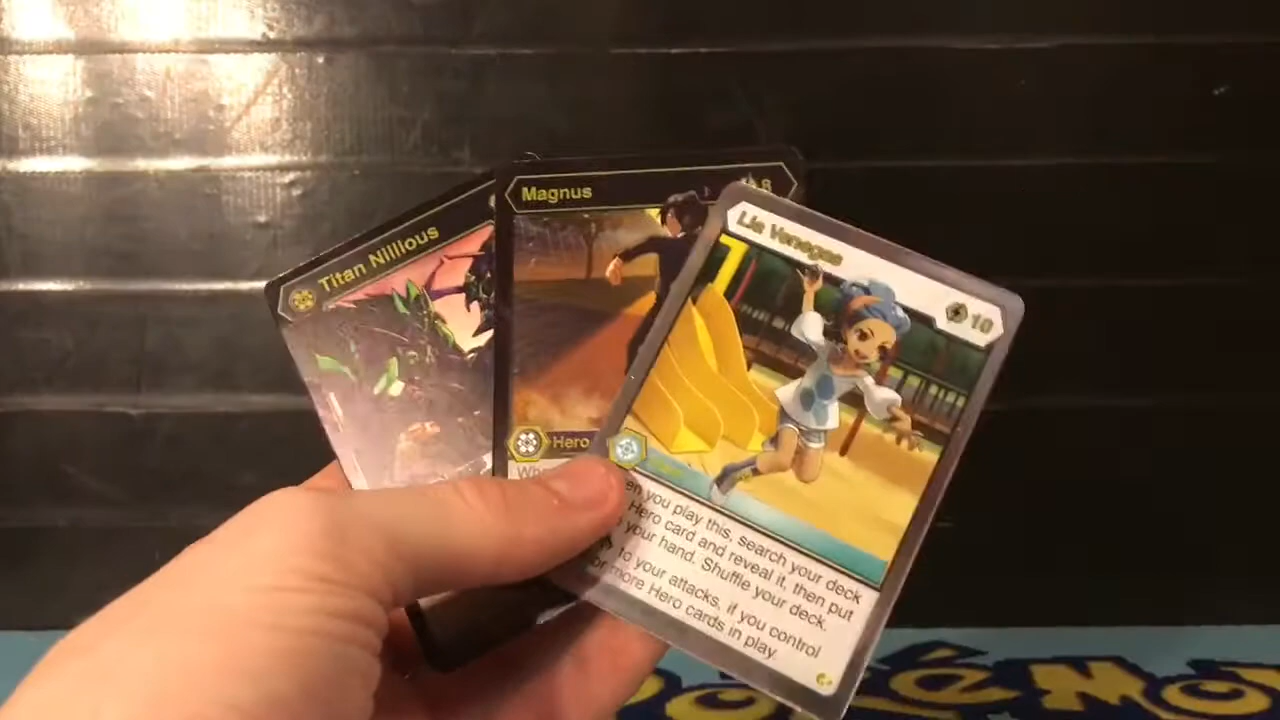 Titan Nillious
Magnus
8
Hero
Wh
Lia Venegas
10
en you play this, search your deck
Hero card and reveal it, then put
your hand. Shuffle your deck.
to your attacks, if you control
or more Hero cards in play.
Pokémon